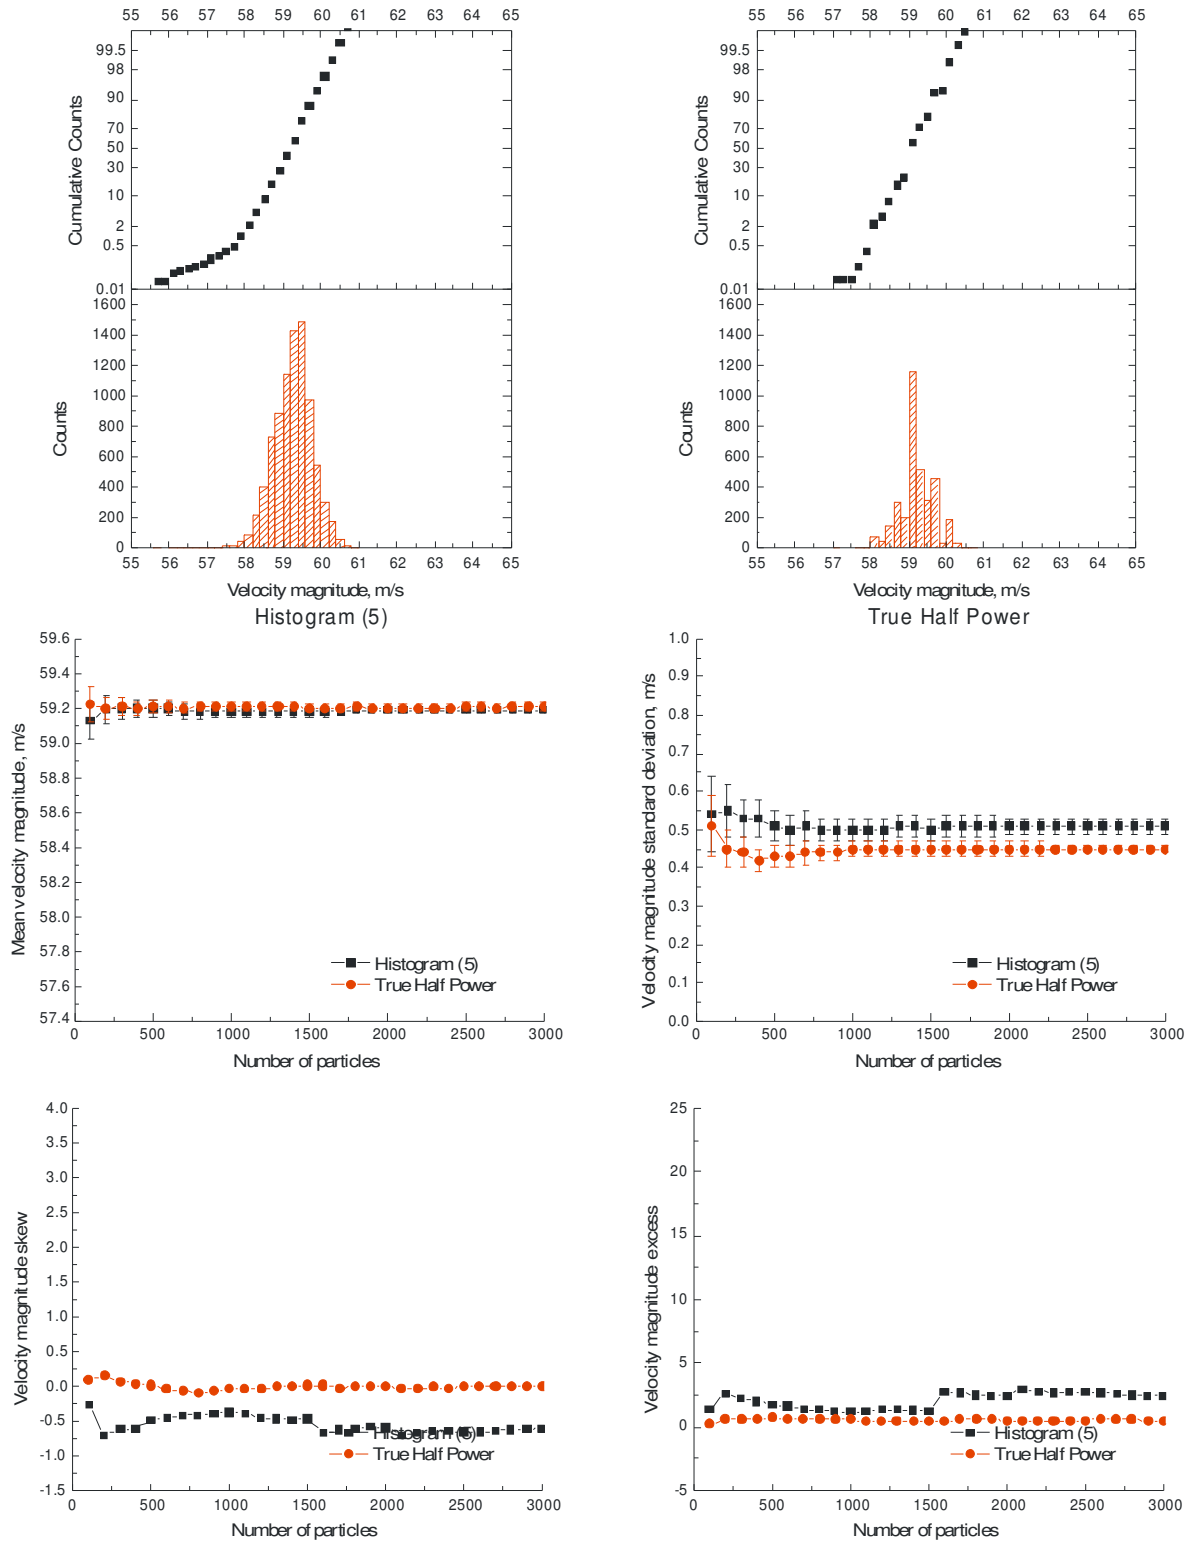 55 56 57 58 59 60 61 62 63 64 65
99.5
98
90
70
50
30
10
2
0.5
0.01
Cumulative Counts
1600
1400
1200
1000
800
600
400
200
0
Counts
55 56 57 58 59 60 61 62 63 64 65
Velocity magnitude, m/s
Histogram (5)
55 56 57 58 59 60 61 62 63 64 65
99.5
98
90
70
50
30
10
2
0.5
0.01
Cumulative Counts
1600
1400
1200
1000
800
600
400
200
0
Counts
55 56 57 58 59 60 61 62 63 64 65
Velocity magnitude, m/s
True Half Power
59.6
59.4
59.2
59.0
58.8
58.6
58.4
58.2
58.0
57.8
57.6
57.4
Mean velocity magnitude, m/s
Histogram (5)
True Half Power
0 500 1000 1500 2000 2500 3000
Number of particles
1.0
0.9
0.8
0.7
0.6
0.5
0.4
0.3
0.2
0.1
0.0
Velocity magnitude standard deviation, m/s
Histogram (5)
True Half Power
0 500 1000 1500 2000 2500 3000
Number of particles
4.0
3.5
3.0
2.5
2.0
1.5
1.0
0.5
0.0
-0.5
-1.0
-1.5
Velocity magnitude skew
Histogram (5)
True Half Power
0 500 1000 1500 2000 2500 3000
Number of particles
25
20
15
10
5
0
-5
Velocity magnitude excess
Histogram (5)
True Half Power
0 500 1000 1500 2000 2500 3000
Number of particles